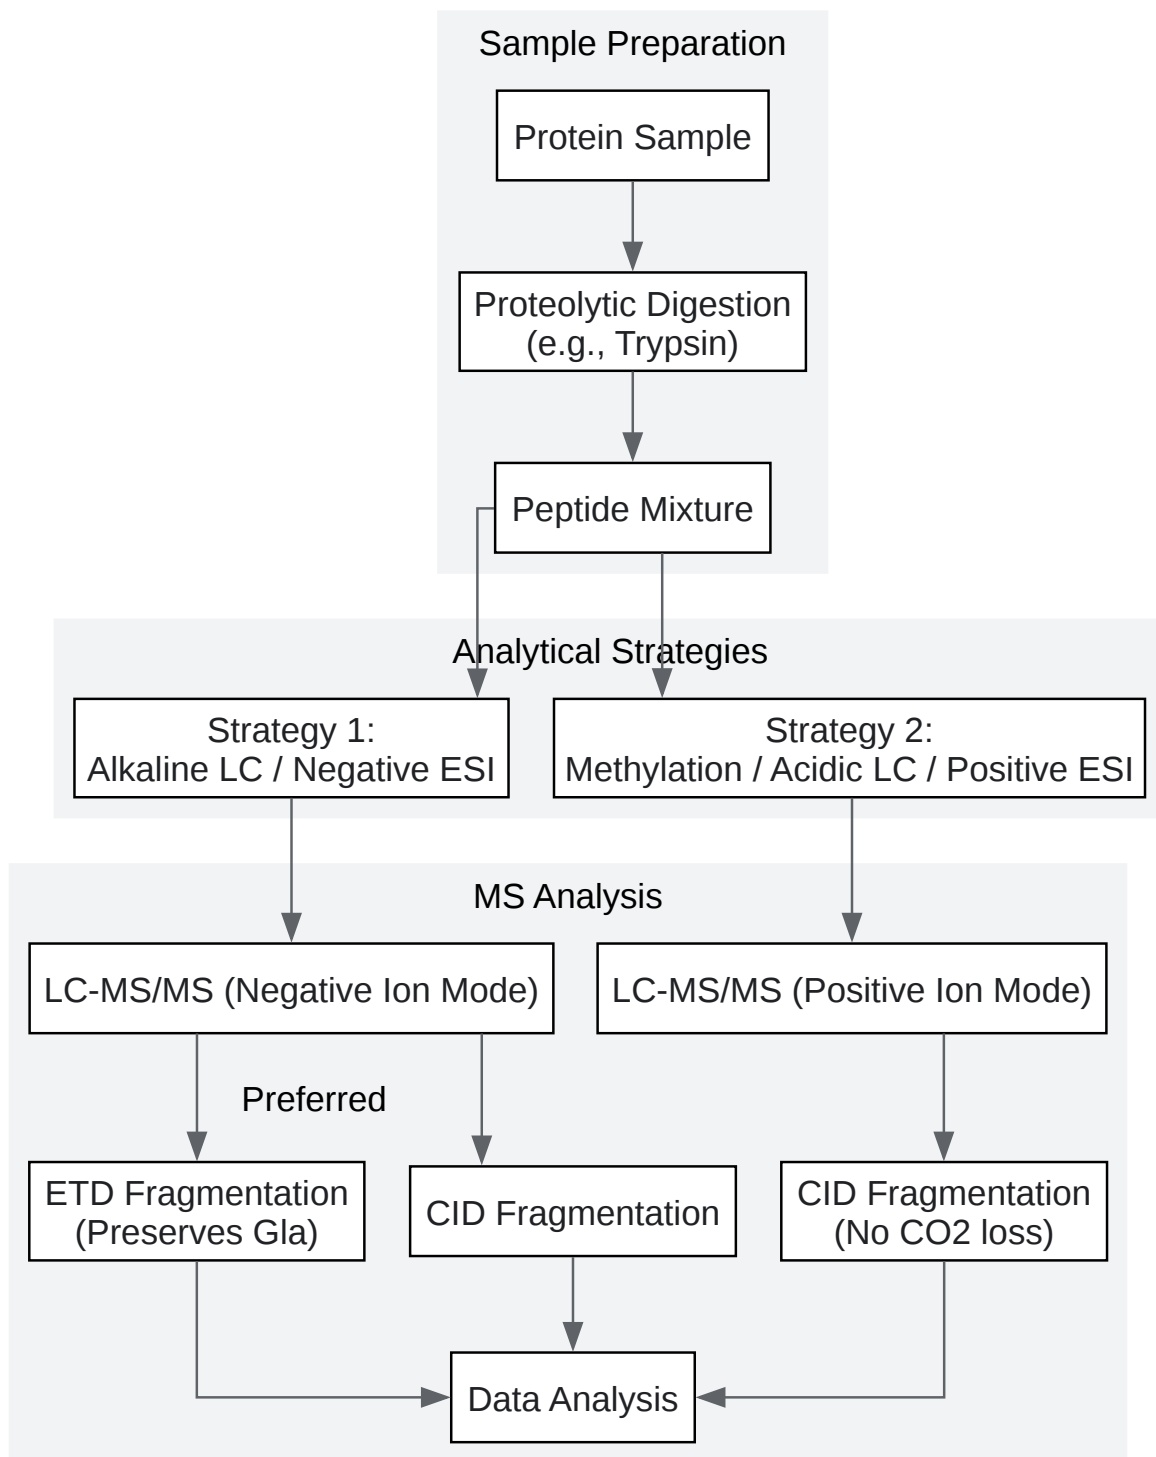 Sample Preparation
Protein Sample
Proteolytic Digestion
(e.g., Trypsin)
Peptide Mixture
Analytical Strategies
Strategy 1:
Alkaline LC / Negative ESI
Strategy 2:
Methylation / Acidic LC / Positive ESI
MS Analysis
LC-MS/MS (Negative Ion Mode)
LC-MS/MS (Positive Ion Mode)
Preferred
ETD Fragmentation
(Preserves Gla)
CID Fragmentation
CID Fragmentation
(No CO2 loss)
Data Analysis